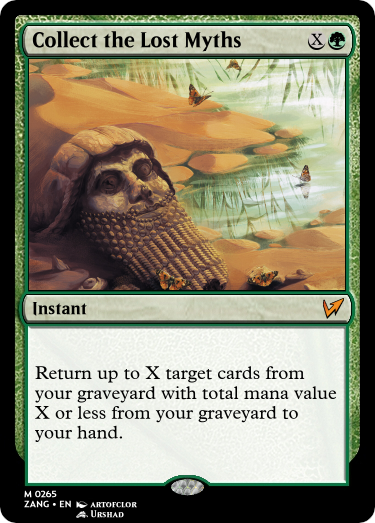 Collect the Lost Myths X
Instant
Return up to X target cards from
your graveyard with total mana value
X or less from your graveyard to
your hand.
M 0265
ZANG • EN ARTOFCLOR
URSHAD